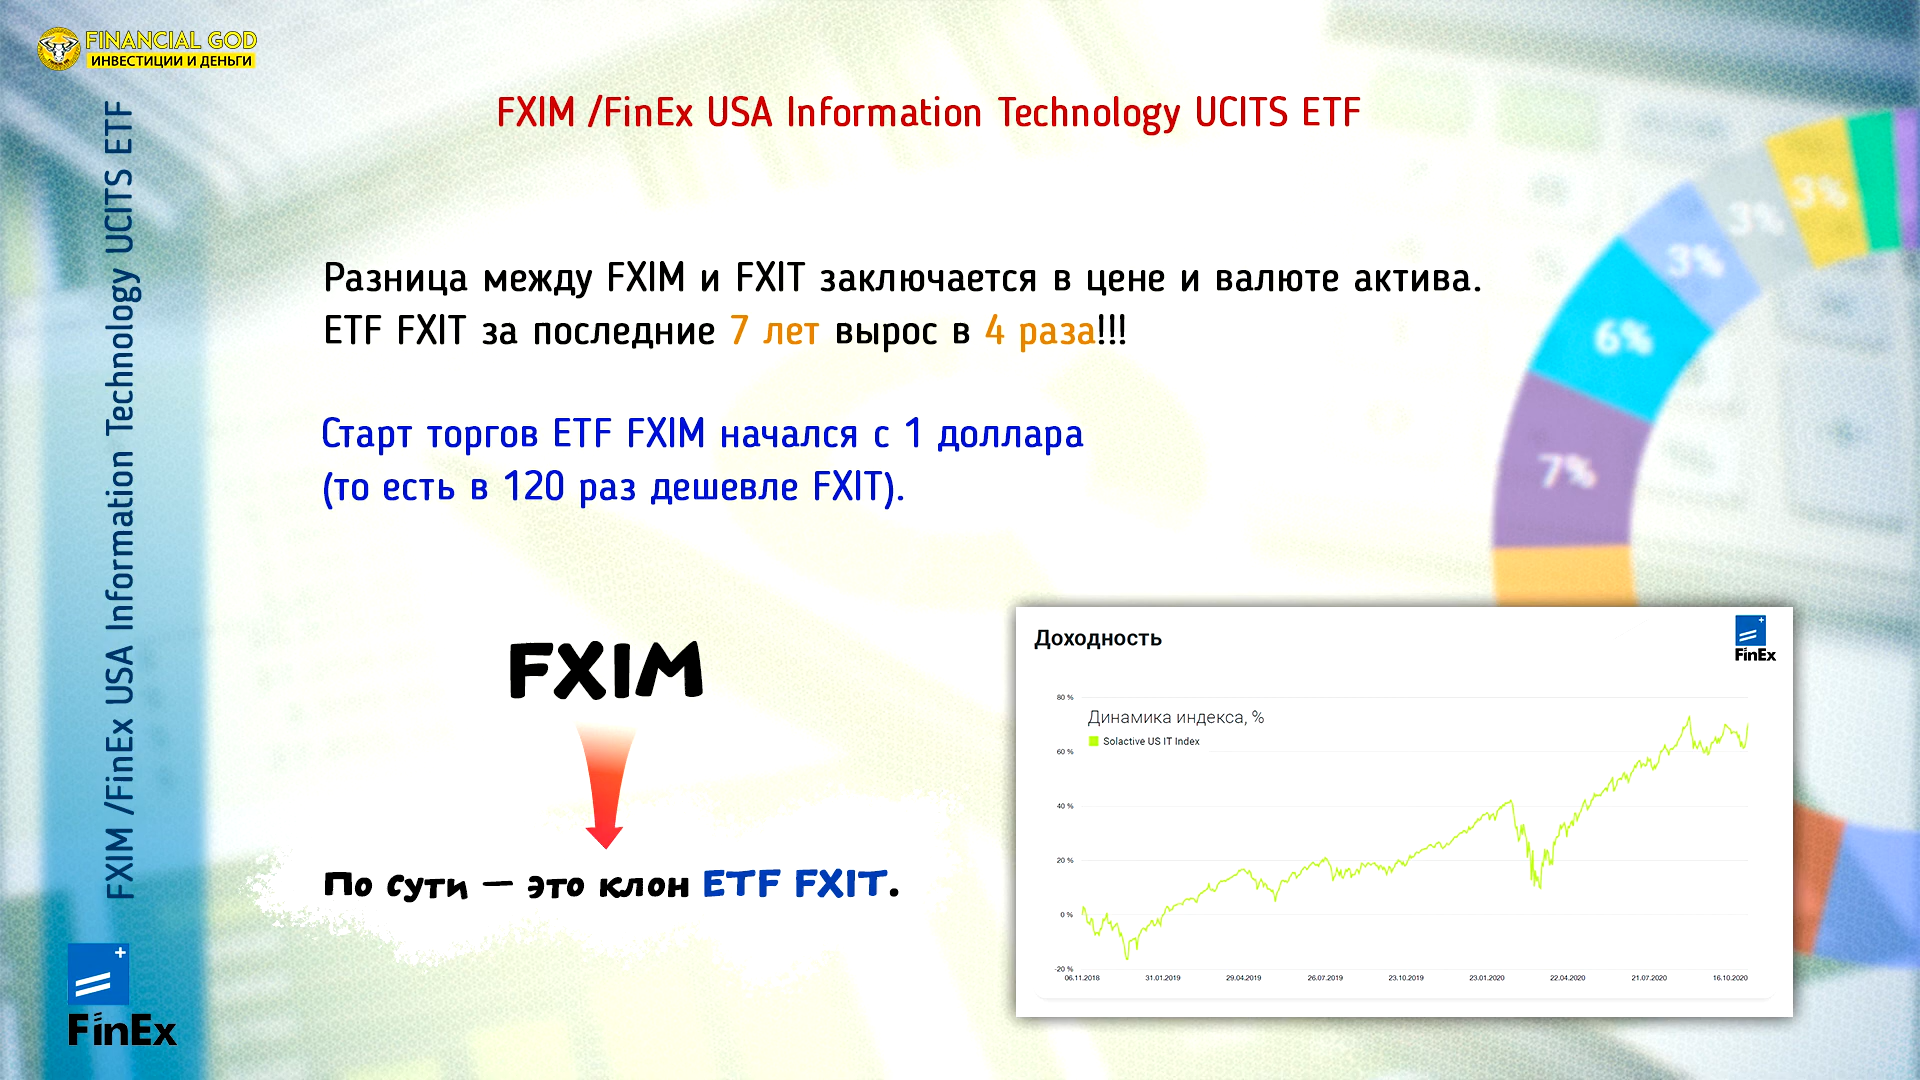 FINANCIAL GOD
ИНВЕСТИЦИИ И ДЕНЬГИ
FXIM /FinEx USA Information Technology UCITS ETF
FXIM /FinEx USA Information Technology UCITS ETF
Разница между FXIM и FXIT заключается в цене и валюте актива.
ETF FXIT за последние 7 лет вырос в 4 раза!!!
Старт торгов ETF FXIM начался с 1 доллара
(то есть в 120 раз дешевле FXIT).
3%
3%
3%
6%
7%
FXIM
По сути — это клон ETF FXIT.
FinEx
Доходность
FinEx
Динамика индекса, %
Solactive US IT Index
80 %
60 %
40 %
20 %
0 %
-20 %
06.11.2018 31.01.2019 29.04.2019 26.07.2019 23.10.2019 23.01.2020 22.04.2020 21.07.2020 16.10.2020